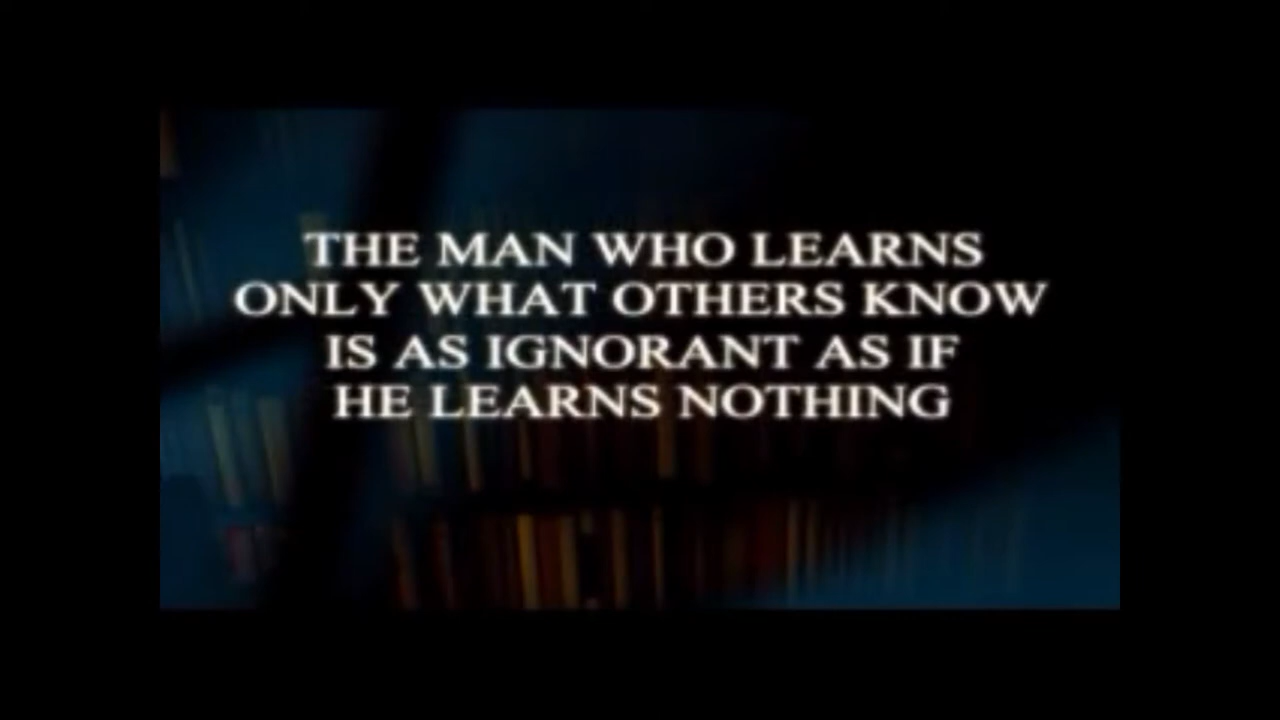 THE MAN WHO LEARNS
ONLY WHAT OTHERS KNOW
IS AS IGNORANT AS IF
HE LEARNS NOTHING